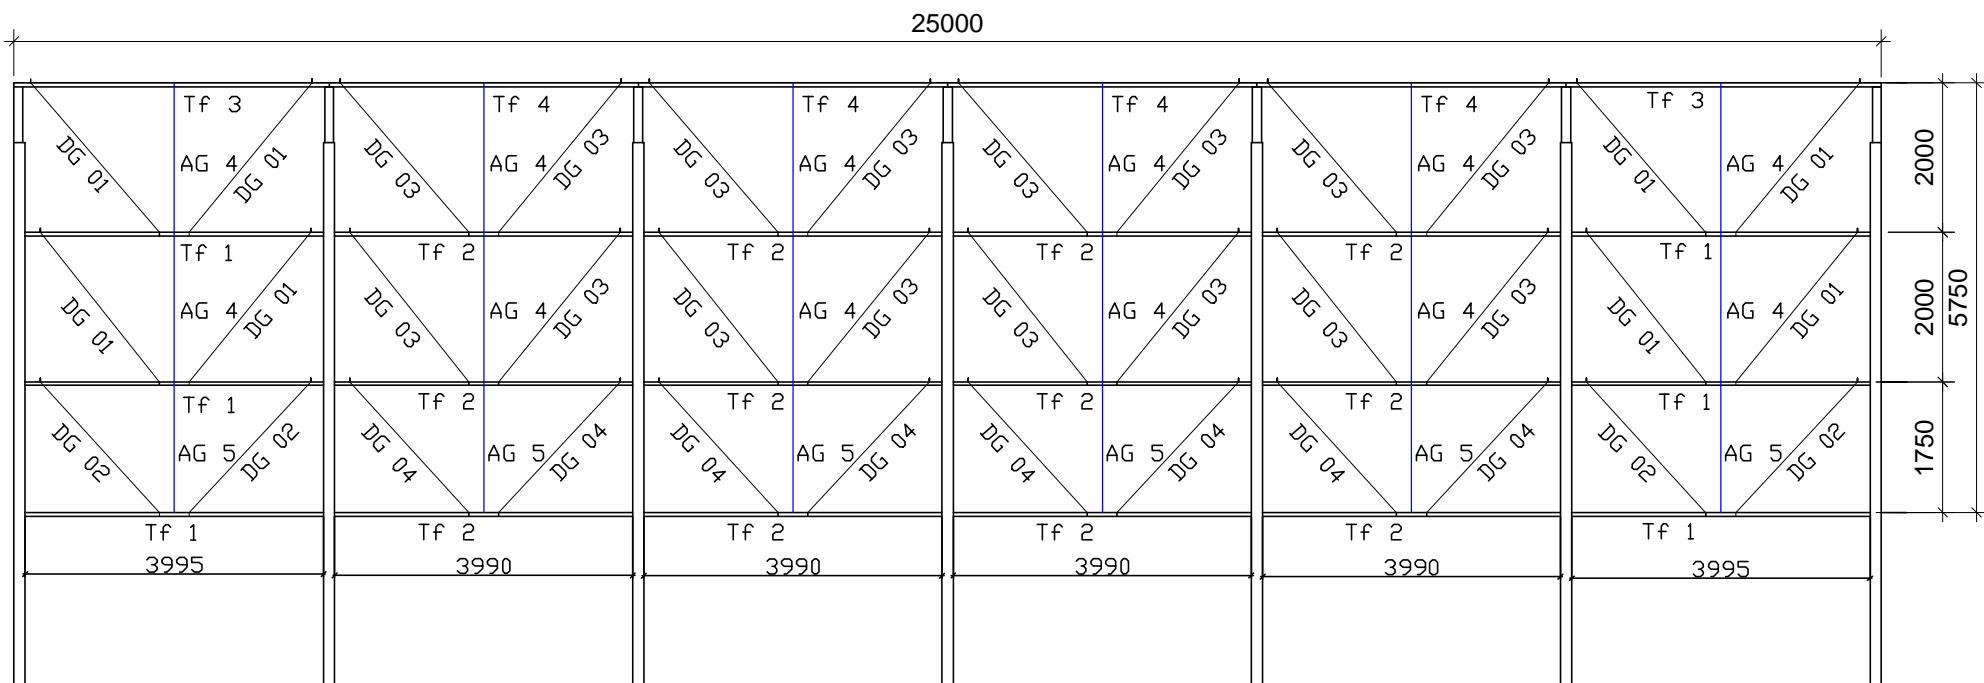 25000
Tf 3 Tf 4 Tf 4 Tf 4 Tf 4 Tf 3
DG 01 AG 4 DG 01 DG 03 AG 4 DG 03 DG 03 AG 4 DG 03 DG 03 AG 4 DG 03 DG 03 AG 4 DG 03 DG 01 AG 4 DG 01 2000
Tf 1 Tf 2 Tf 2 Tf 2 Tf 2 Tf 1
DG 01 AG 4 DG 01 DG 03 AG 4 DG 03 DG 03 AG 4 DG 03 DG 03 AG 4 DG 03 DG 03 AG 4 DG 03 DG 01 AG 4 DG 01 2000 5750
Tf 1 Tf 2 Tf 2 Tf 2 Tf 2 Tf 1
DG 02 AG 5 DG 02 DG 04 AG 5 DG 04 DG 04 AG 5 DG 04 DG 04 AG 5 DG 04 DG 04 AG 5 DG 04 DG 02 AG 5 DG 02 1750
Tf 1 Tf 2 Tf 2 Tf 2 Tf 2 Tf 1
3995 3990 3990 3990 3990 3995